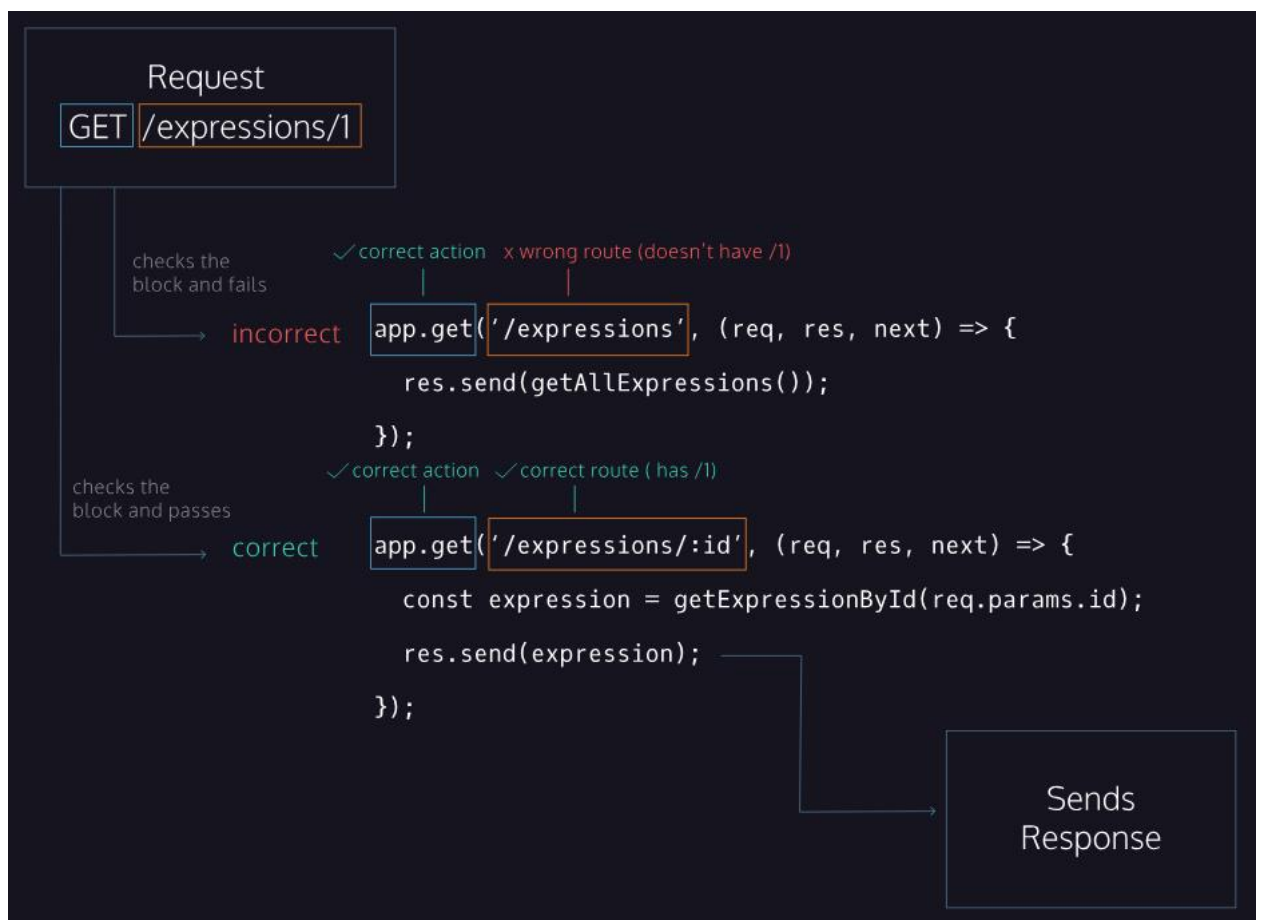 Request
GET /expressions/1
checks the
block and fails
✓ correct action x wrong route (doesn't have /1)
incorrect app.get('/expressions', (req, res, next) => {
res.send(getAllExpressions());
});
✓ correct action ✓ correct route ( has /1)
checks the
block and passes
correct app.get('/expressions/:id', (req, res, next) => {
const expression = getExpressionById(req.params.id);
res.send(expression);
});
Sends
Response